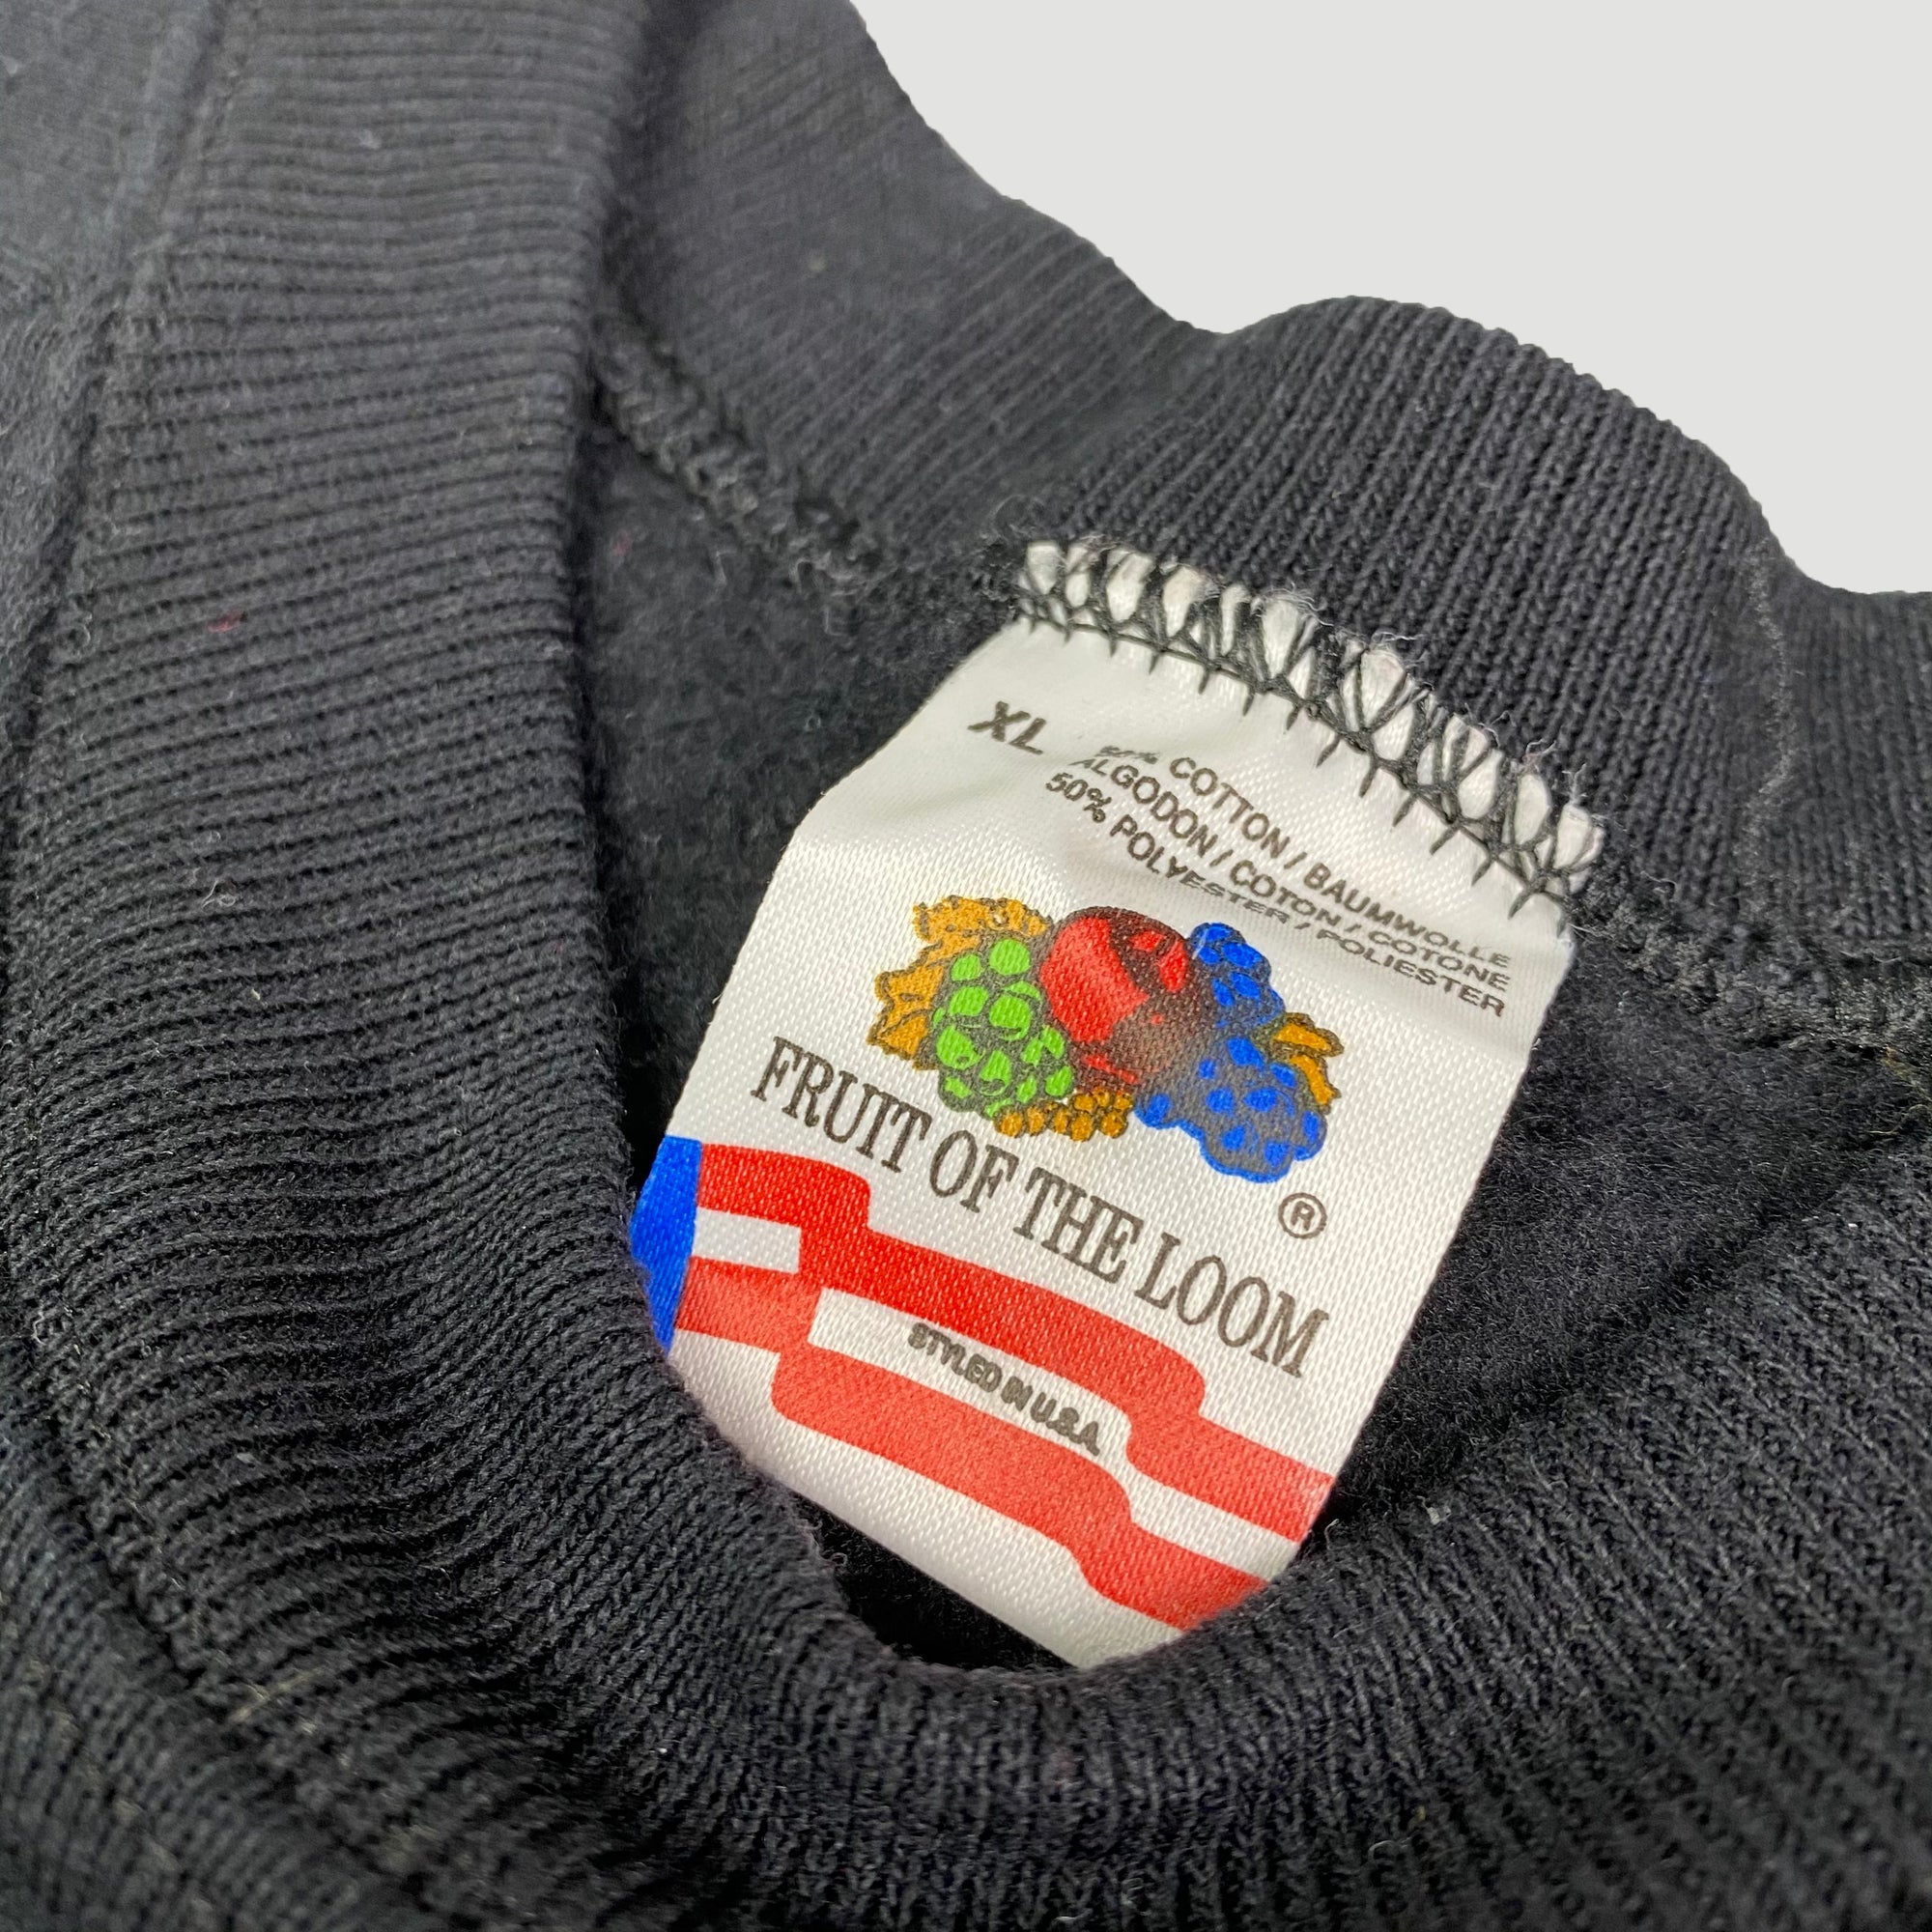 XL
50% COTTON / BAUMWOLLE
ALGODON / COTON / COTONE
50% POLYESTER / POLIESTER
FRUIT OF THE LOOM
®
STYLED IN U.S.A.